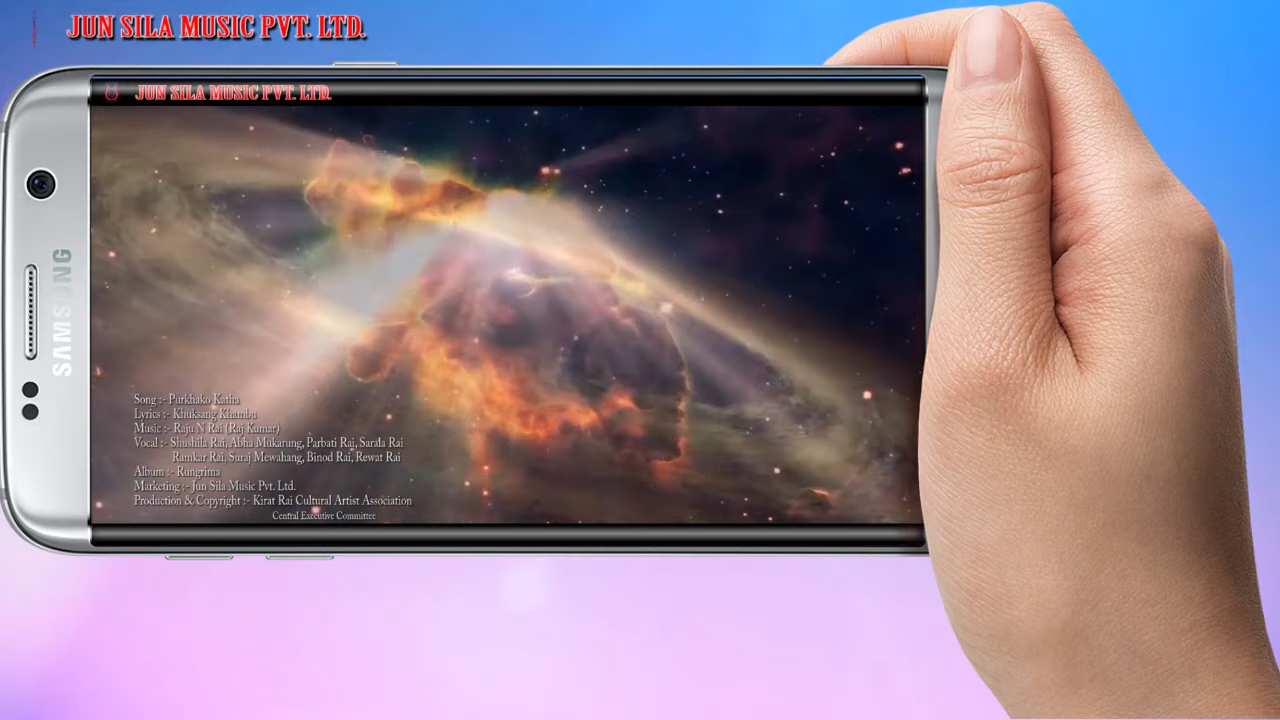 JUN SILA MUSIC PVT. LTD.
JUN SILA MUSIC PVT. LTD.
SAMSUNG
Song :- Purkhako Katha
Lyrics :- Khuksang Khambu
Music :- Raju N Rai (Raj Kumar)
Vocal :- Shushila Rai, Abha Mukarung, Parbati Rai, Sarala Rai
Ramkar Rai, Suraj Mewahang, Binod Rai, Rewat Rai
Album :- Rungrima
Marketing :- Jun Sila Music Pvt. Ltd.
Production & Copyright :- Kirat Rai Cultural Artist Association
Central Executive Committee